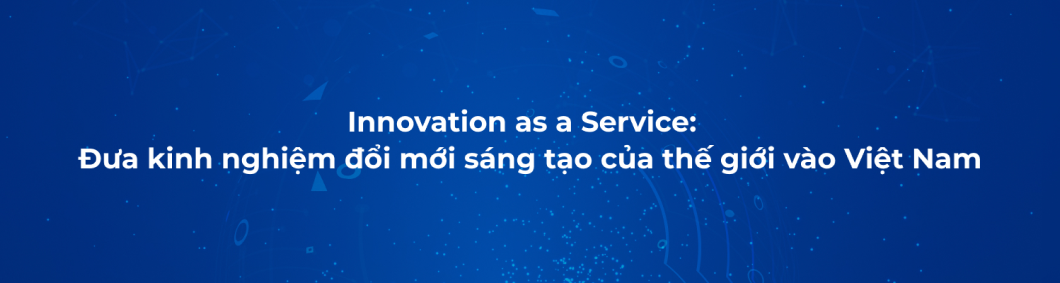 Innovation as a Service:
Đưa kinh nghiệm đổi mới sáng tạo của thế giới vào Việt Nam